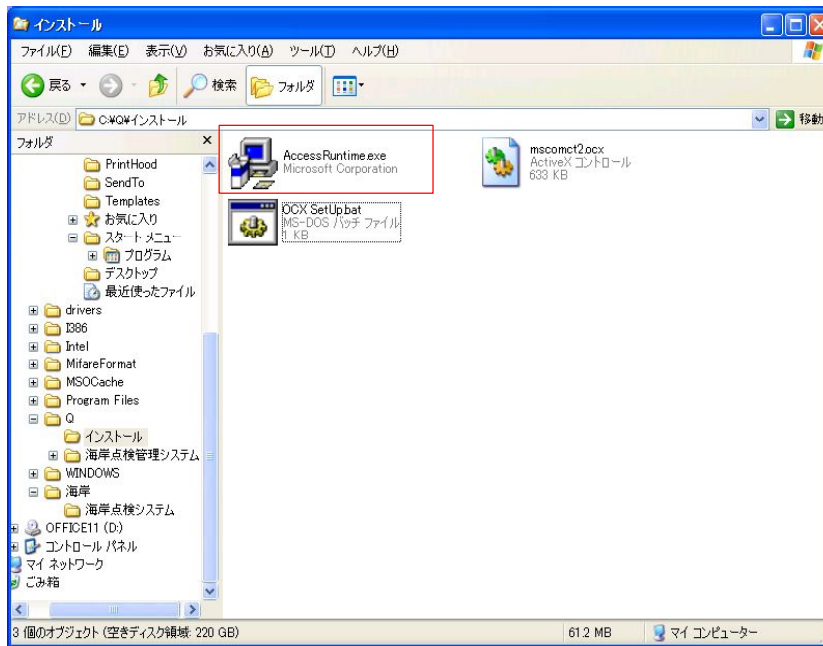 インストール
ファイル(F) 編集(E) 表示(V) お気に入り(A) ツール(T) ヘルプ(H)
戻る 検索 フォルダ
アドレス(D) C:¥Q¥インストール 移動
フォルダ
PrintHood
SendTo
Templates
お気に入り
スタート メニュー
プログラム
デスクトップ
最近使ったファイル
drivers
I386
Intel
MifareFormat
MSOCache
Program Files
Q
インストール
海岸点検管理システム
WINDOWS
海岸
海岸点検システム
OFFICE11 (D:)
コントロール パネル
マイ ネットワーク
ごみ箱
AccessRuntime.exe
Microsoft Corporation
mscomct2.ocx
ActiveX コントロール
633 KB
OCX SetUp.bat
MS-DOS バッチ ファイル
1 KB
3 個のオブジェクト (空きディスク領域: 220 GB) 61.2 MB マイ コンピューター